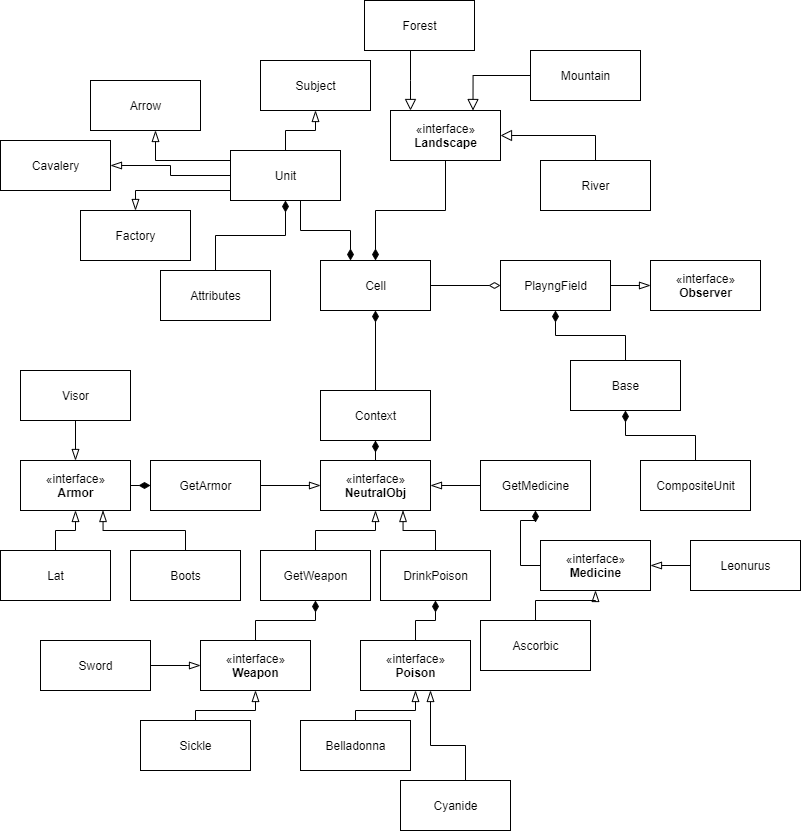 Forest
Mountain
Subject
Arrow
«interface»
Landscape
Cavalery
Unit
River
Factory
Attributes
Cell
PlayngField
«interface»
Observer
Visor
Context
Base
«interface»
Armor
GetArmor
«interface»
NeutralObj
GetMedicine
CompositeUnit
Lat
Boots
GetWeapon
DrinkPoison
«interface»
Medicine
Leonurus
Ascorbic
Sword
«interface»
Weapon
«interface»
Poison
Sickle
Belladonna
Cyanide